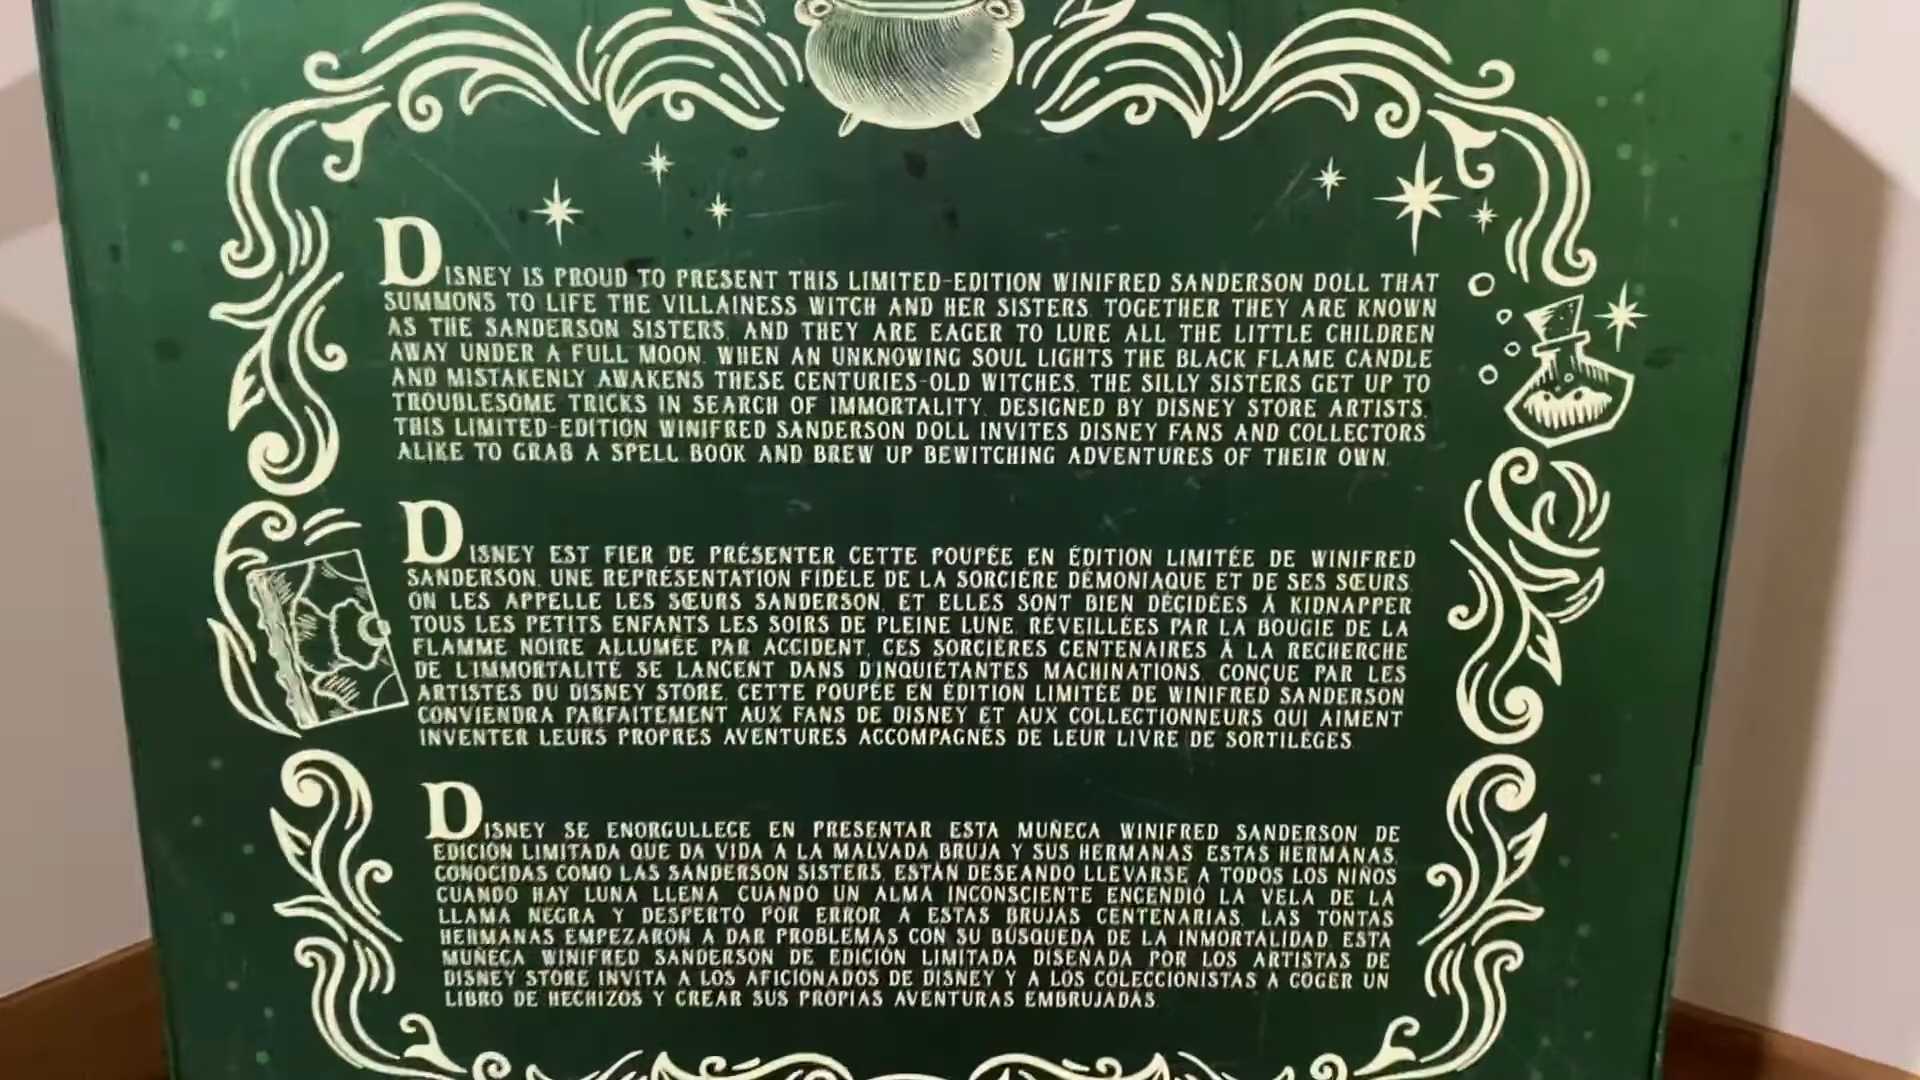 DISNEY IS PROUD TO PRESENT THIS LIMITED-EDITION WINIFRED SANDERSON DOLL THAT
SUMMONS TO LIFE THE VILLAINESS WITCH AND HER SISTERS. TOGETHER THEY ARE KNOWN
AS THE SANDERSON SISTERS, AND THEY ARE EAGER TO LURE ALL THE LITTLE CHILDREN
AWAY UNDER A FULL MOON. WHEN AN UNKNOWING SOUL LIGHTS THE BLACK FLAME CANDLE
AND MISTAKENLY AWAKENS THESE CENTURIES-OLD WITCHES, THE SILLY SISTERS GET UP TO
TROUBLESOME TRICKS IN SEARCH OF IMMORTALITY. DESIGNED BY DISNEY STORE ARTISTS,
THIS LIMITED-EDITION WINIFRED SANDERSON DOLL INVITES DISNEY FANS AND COLLECTORS
ALIKE TO GRAB A SPELL BOOK AND BREW UP BEWITCHING ADVENTURES OF THEIR OWN.
DISNEY EST FIER DE PRÉSENTER CETTE POUPÉE EN ÉDITION LIMITÉE DE WINIFRED
SANDERSON, UNE REPRÉSENTATION FIDÈLE DE LA SORCIÈRE DÉMONIAQUE ET DE SES SŒURS.
ON LES APPELLE LES SŒURS SANDERSON, ET ELLES SONT BIEN DÉCIDÉES À KIDNAPPER
TOUS LES PETITS ENFANTS LES SOIRS DE PLEINE LUNE. RÉVEILLÉES PAR LA BOUGIE DE LA
FLAMME NOIRE ALLUMÉE PAR ACCIDENT, CES SORCIÈRES CENTENAIRES À LA RECHERCHE
DE L'IMMORTALITÉ SE LANCENT DANS D'INQUIÉTANTES MACHINATIONS. CONÇUE PAR LES
ARTISTES DU DISNEY STORE, CETTE POUPÉE EN ÉDITION LIMITÉE DE WINIFRED SANDERSON
CONVIENDRA PARFAITEMENT AUX FANS DE DISNEY ET AUX COLLECTIONNEURS QUI AIMENT
INVENTER LEURS PROPRES AVENTURES ACCOMPAGNÉS DE LEUR LIVRE DE SORTILÈGES.
DISNEY SE ENORGULLECE EN PRESENTAR ESTA MUÑECA WINIFRED SANDERSON DE
EDICIÓN LIMITADA QUE DA VIDA A LA MALVADA BRUJA Y SUS HERMANAS. ESTAS HERMANAS,
CONOCIDAS COMO LAS SANDERSON SISTERS, ESTÁN DESEANDO LLEVARSE A TODOS LOS NIÑOS
CUANDO HAY LUNA LLENA. CUANDO UN ALMA INCONSCIENTE ENCENDIÓ LA VELA DE LA
LLAMA NEGRA Y DESPERTÓ POR ERROR A ESTAS BRUJAS CENTENARIAS, LAS TONTAS
HERMANAS EMPEZARON A DAR PROBLEMAS CON SU BÚSQUEDA DE LA INMORTALIDAD. ESTA
MUÑECA WINIFRED SANDERSON DE EDICIÓN LIMITADA DISEÑADA POR LOS ARTISTAS DE
DISNEY STORE INVITA A LOS AFICIONADOS DE DISNEY Y A LOS COLECCIONISTAS A COGER UN
LIBRO DE HECHIZOS Y CREAR SUS PROPIAS AVENTURAS EMBRUJADAS.